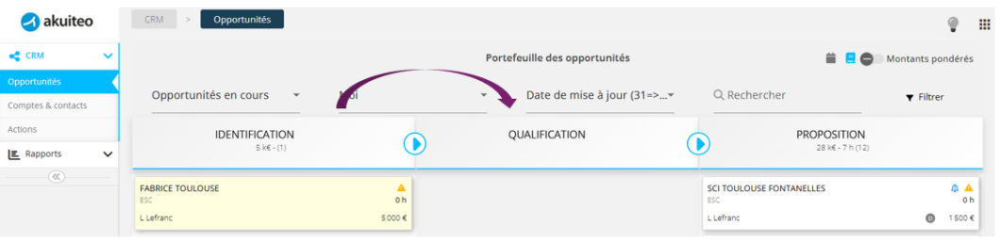 akuiteo
CRM > Opportunités
CRM
Opportunités
Comptes & contacts
Actions
Rapports
Portefeuille des opportunités
Montants pondérés
Opportunités en cours
Date de mise à jour (31=>...
Rechercher
Filtrer
IDENTIFICATION
5 k€ - (1)
QUALIFICATION
PROPOSITION
28 k€ - 7 h (12)
FABRICE TOULOUSE
ESC
0 h
L Lefranc
5 000 €
SCI TOULOUSE FONTANELLES
ESC
0 h
L Lefranc
0
1 500 €